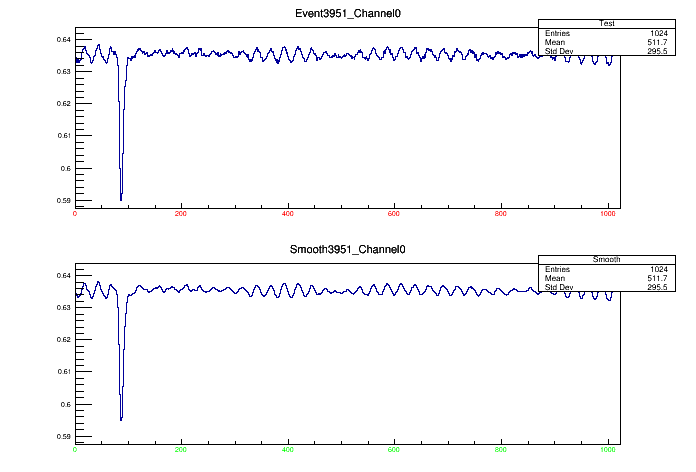 Event3951_Channel0
Test
Entries 1024
Mean 511.7
Std Dev 295.5
0.64
0.63
0.62
0.61
0.6
0.59
0 200 400 600 800 1000
Smooth3951_Channel0
Smooth
Entries 1024
Mean 511.7
Std Dev 295.5
0.64
0.63
0.62
0.61
0.6
0.59
0 200 400 600 800 1000